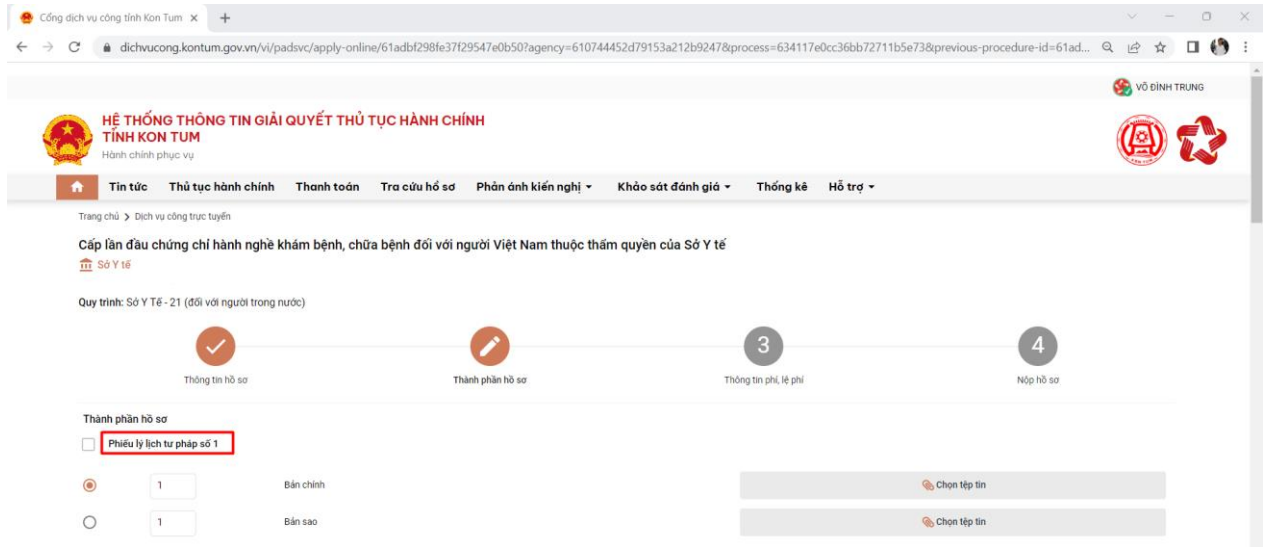 Cổng dịch vụ công tỉnh Kon Tum
dichvucong.kontum.gov.vn/vi/padsvc/apply-online/61adbf298fe37f29547e0b50?agency=610744452d79153a212b9247&process=634117e0cc36bb72711b5e73&previous-procedure-id=61ad...
VÕ ĐÌNH TRUNG
HỆ THỐNG THÔNG TIN GIẢI QUYẾT THỦ TỤC HÀNH CHÍNH
TỈNH KON TUM
Hành chính phục vụ
Tin tức Thủ tục hành chính Thanh toán Tra cứu hồ sơ Phản ánh kiến nghị Khảo sát đánh giá Thống kê Hỗ trợ
Trang chủ Dịch vụ công trực tuyến
Cấp lần đầu chứng chỉ hành nghề khám bệnh, chữa bệnh đối với người Việt Nam thuộc thẩm quyền của Sở Y tế
Sở Y tế
Quy trình: Sở Y Tế - 21 (đối với người trong nước)
3 4
Thông tin hồ sơ Thành phần hồ sơ Thông tin phí, lệ phí Nộp hồ sơ
Thành phần hồ sơ
Phiếu lý lịch tư pháp số 1
1 Bản chính Chọn tệp tin
1 Bản sao Chọn tệp tin